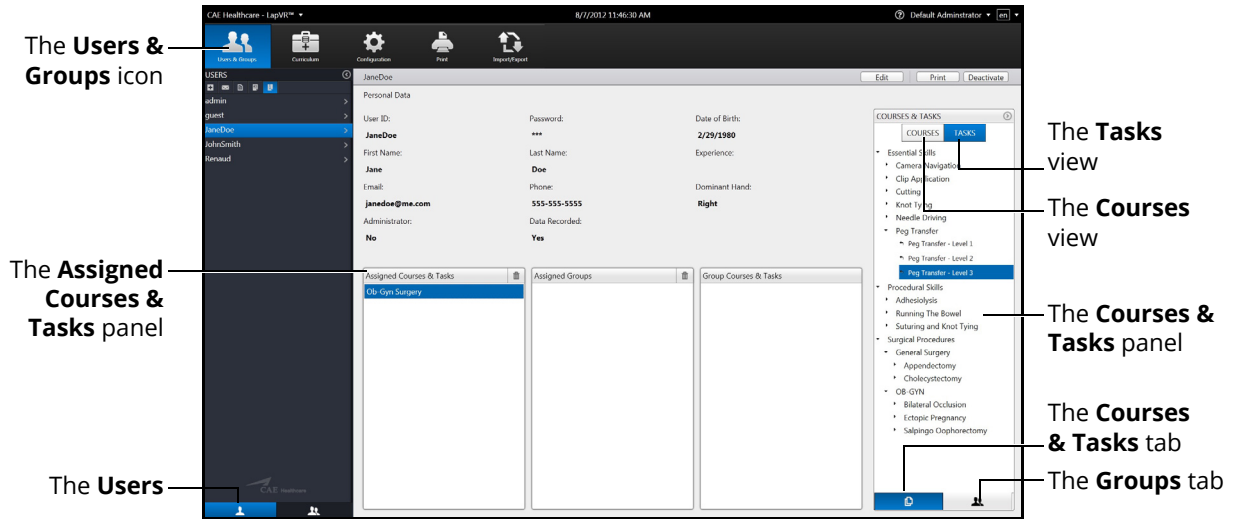 CAE Healthcare - LapVR™
8/7/2012 11:46:30 AM
Default Adminstrator
en
The Users &
Groups icon
Users & Groups
Curriculum
Configuration
Print
Import/Export
USERS
admin
guest
JaneDoe
JohnSmith
Renaud
JaneDoe
Edit
Print
Deactivate
Personal Data
User ID:
Password:
Date of Birth:
JaneDoe
***
2/29/1980
First Name:
Last Name:
Experience:
Jane
Doe
Email:
Phone:
Dominant Hand:
janedoe@me.com
555-555-5555
Right
Administrator:
Data Recorded:
No
Yes
Assigned Courses & Tasks
Assigned Groups
Group Courses & Tasks
Ob-Gyn Surgery
COURSES & TASKS
COURSES
TASKS
Essential Skills
Camera Navigation
Clip Application
Cutting
Knot Tying
Needle Driving
Peg Transfer
Peg Transfer - Level 1
Peg Transfer - Level 2
Peg Transfer - Level 3
Procedural Skills
Adhesiolysis
Running The Bowel
Suturing and Knot Tying
Surgical Procedures
General Surgery
Appendectomy
Cholecystectomy
OB-GYN
Bilateral Occlusion
Ectopic Pregnancy
Salpingo Oophorectomy
The Assigned
Courses &
Tasks panel
The Users
CAE Healthcare
The Tasks
view
The Courses
view
The Courses &
Tasks panel
The Courses
& Tasks tab
The Groups tab